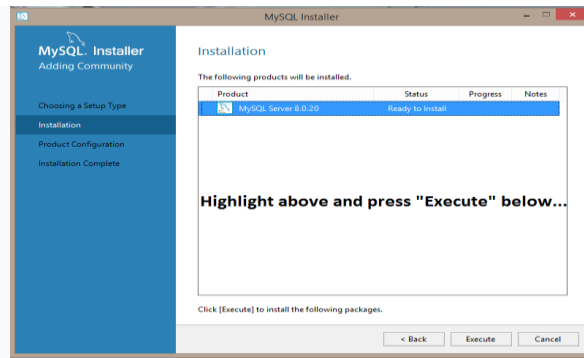 MySQL Installer
MySQL. Installer
Adding Community
Choosing a Setup Type
Installation
Product Configuration
Installation Complete
Installation
The following products will be installed.
Product Status Progress Notes
MySQL Server 8.0.20 Ready to Install
Highlight above and press "Execute" below...
Click [Execute] to install the following packages.
< Back Execute Cancel